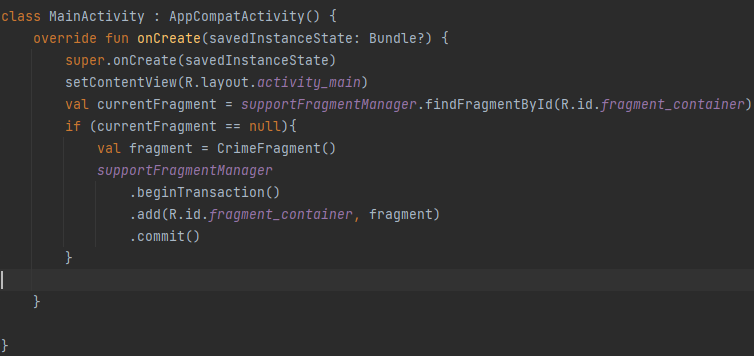 class MainActivity : AppCompatActivity() {
    override fun onCreate(savedInstanceState: Bundle?) {
        super.onCreate(savedInstanceState)
        setContentView(R.layout.activity_main)
        val currentFragment = supportFragmentManager.findFragmentById(R.id.fragment_container)
        if (currentFragment == null){
            val fragment = CrimeFragment()
            supportFragmentManager
                .beginTransaction()
                .add(R.id.fragment_container, fragment)
                .commit()
        }
    }
}